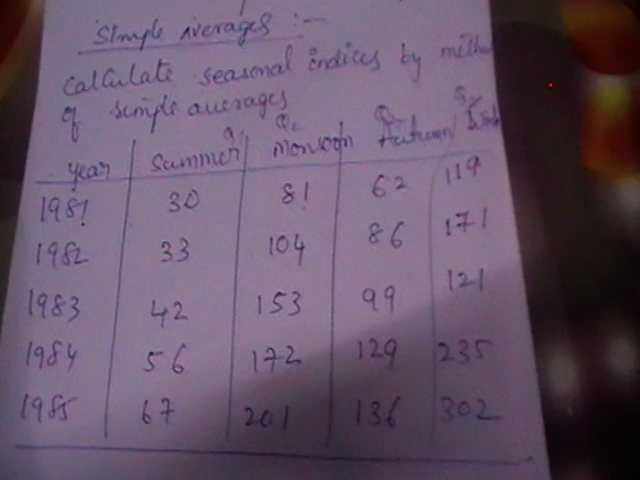 Simple Averages :-
Calculate seasonal indices by
of simple averages
Year Summer Q1 Monsoon Q2 Autumn
1981 30 81 62 119
1982 33 104 86 171
1983 42 153 99 121
1984 56 172 129 235
1985 67 201 136 302